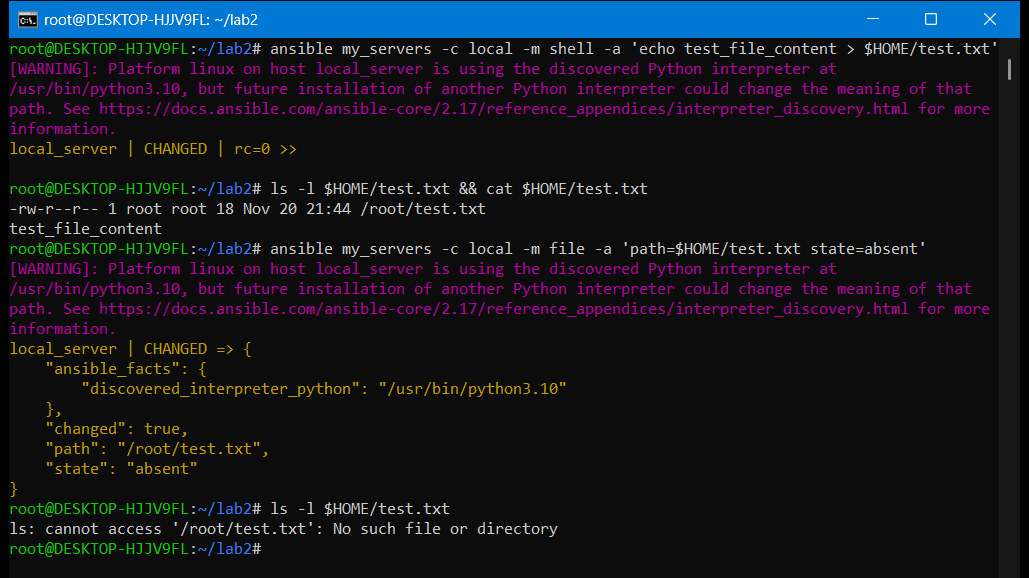 root@DESKTOP-HJJV9FL: ~/lab2
root@DESKTOP-HJJV9FL:~/lab2# ansible my_servers -c local -m shell -a 'echo test_file_content > $HOME/test.txt'
[WARNING]: Platform linux on host local_server is using the discovered Python interpreter at
/usr/bin/python3.10, but future installation of another Python interpreter could change the meaning of that
path. See https://docs.ansible.com/ansible-core/2.17/reference_appendices/interpreter_discovery.html for more
information.
local_server | CHANGED | rc=0 >>

root@DESKTOP-HJJV9FL:~/lab2# ls -l $HOME/test.txt && cat $HOME/test.txt
-rw-r--r-- 1 root root 18 Nov 20 21:44 /root/test.txt
test_file_content
root@DESKTOP-HJJV9FL:~/lab2# ansible my_servers -c local -m file -a 'path=$HOME/test.txt state=absent'
[WARNING]: Platform linux on host local_server is using the discovered Python interpreter at
/usr/bin/python3.10, but future installation of another Python interpreter could change the meaning of that
path. See https://docs.ansible.com/ansible-core/2.17/reference_appendices/interpreter_discovery.html for more
information.
local_server | CHANGED => {
    "ansible_facts": {
        "discovered_interpreter_python": "/usr/bin/python3.10"
    },
    "changed": true,
    "path": "/root/test.txt",
    "state": "absent"
}
root@DESKTOP-HJJV9FL:~/lab2# ls -l $HOME/test.txt
ls: cannot access '/root/test.txt': No such file or directory
root@DESKTOP-HJJV9FL:~/lab2#